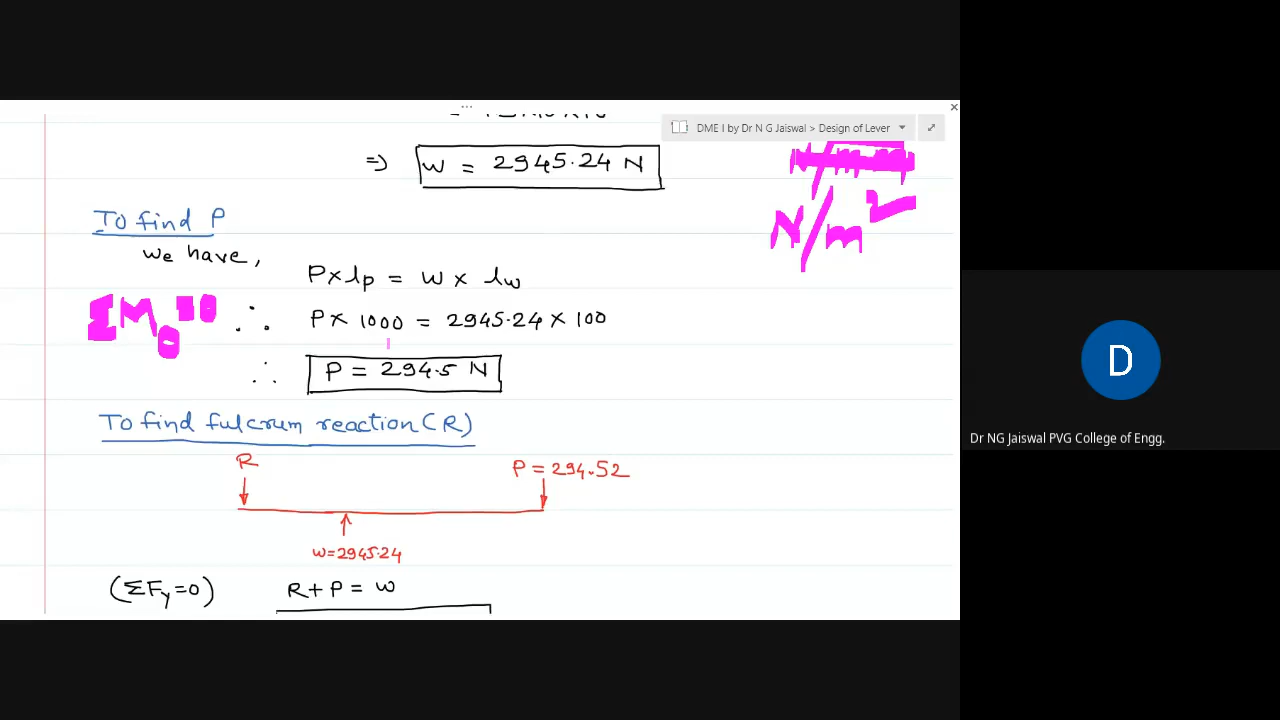 DME I by Dr N G Jaiswal > Design of Lever
=> W = 2945.24 N
N/m²
To find P
we have,
P x lp = W x lw
ΣMo=0 ∴ P x 1000 = 2945.24 x 100
∴ P = 294.5 N
To find fulcrum reaction (R)
R
P = 294.52
W=2945.24
(ΣFy=0) R + P = W
D
Dr NG Jaiswal PVG College of Engg.